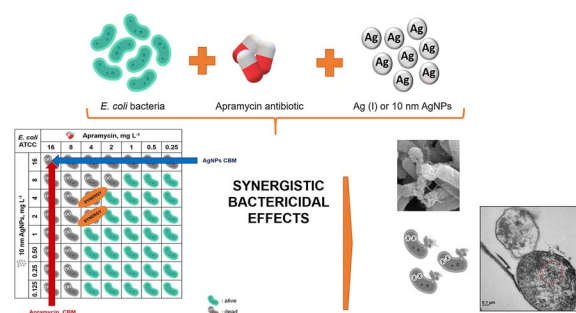 Ag Ag Ag
Ag Ag Ag
Ag Ag
E. coli bacteria
Apramycin antibiotic
Ag (I) or 10 nm AgNPs
E. coli
ATCC
Apramycin, mg L-1
16 8 4 2 1 0.5 0.25
10 nm AgNPs, mg L-1
16
8
4
2
1
0.50
0.25
0.125
SYNERGY
SYNERGY
AgNPs CBM
Apramycin, CBM
SYNERGISTIC
BACTERICIDAL
EFFECTS
: alive
: dead
0.1 µm